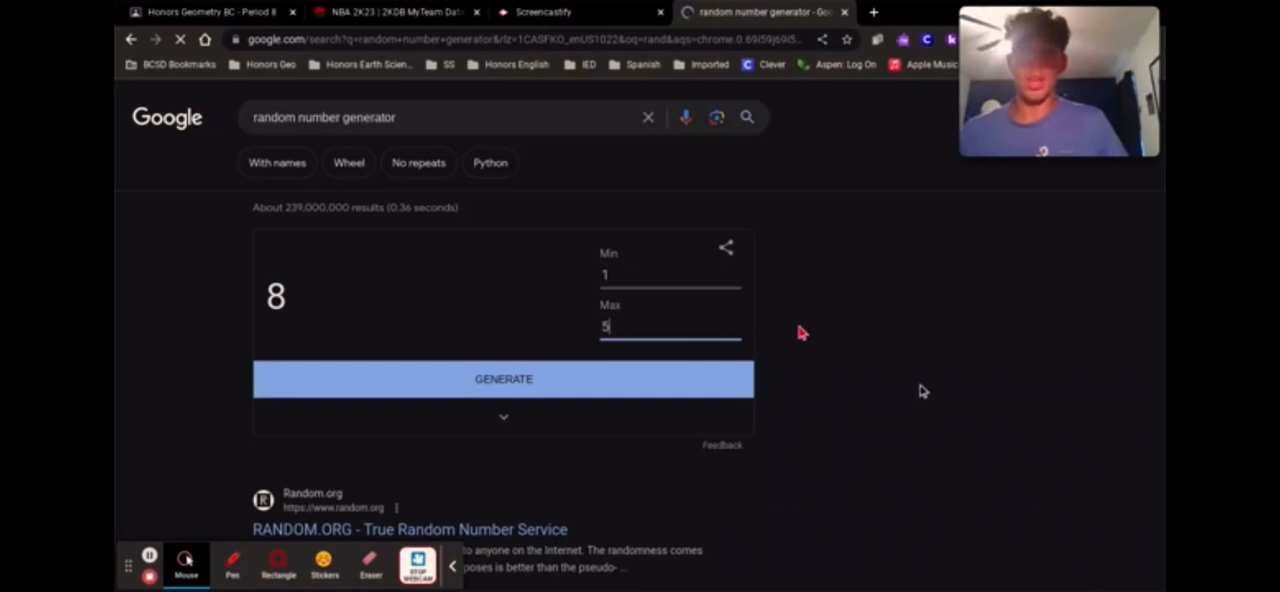 Honors Geometry BC - Period 8
NBA 2K23 | 2KDB MyTeam Dat
Screencastify
random number generator - Goo
google.com/search?q=random+number+generator&rlz=1CASFKO_enUS1022&oq=rand&aqs=chrome.0.69i59j69i5...
BCSD Bookmarks
Honors Geo
Honors Earth Scien...
SS
Honors English
IED
Spanish
Imported
Clever
Aspen: Log On
Apple Music
Google
random number generator
With names
Wheel
No repeats
Python
About 239,000,000 results (0.36 seconds)
Min
1
8
Max
5
GENERATE
Feedback
Random.org
https://www.random.org
RANDOM.ORG - True Random Number Service
to anyone on the Internet. The randomness comes
poses is better than the pseudo- ...
Mouse
Pen
Rectangle
Stickers
Eraser
STOP
WEBCAM